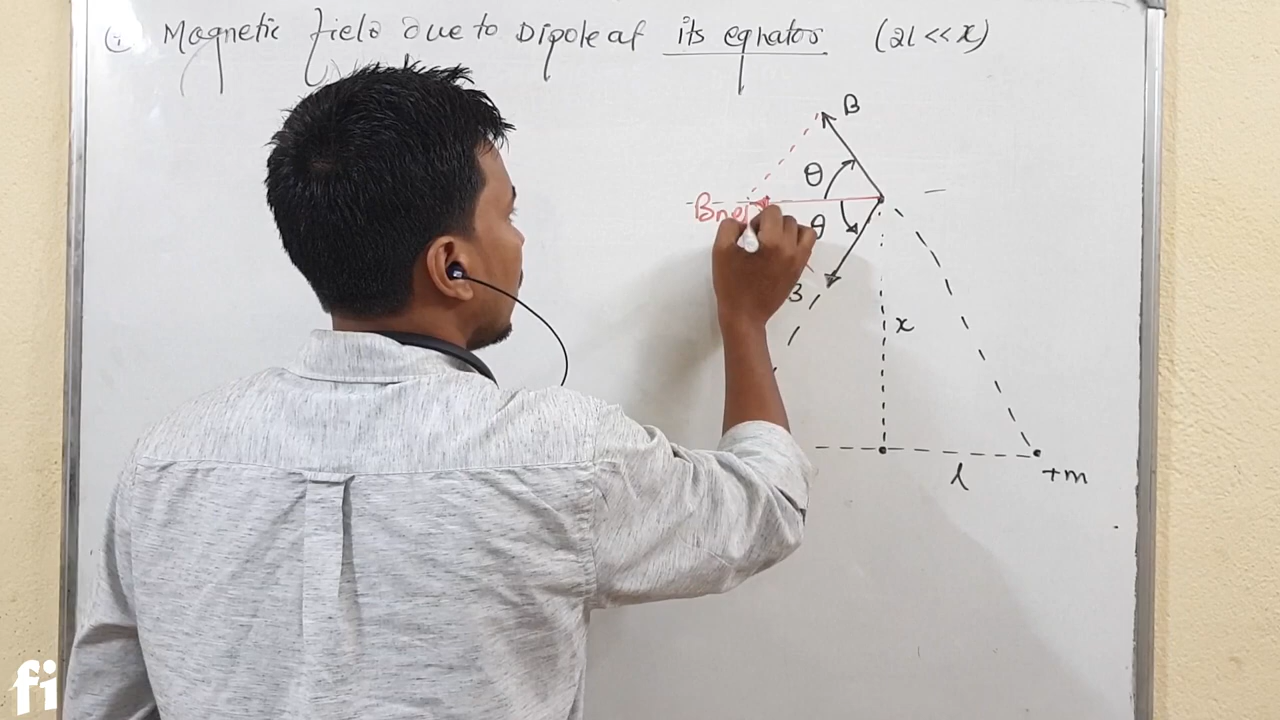 (i) Magnetic field due to Dipole at its equator (2l << x)
B
θ
Bnet
θ
B
x
l
+m
fi